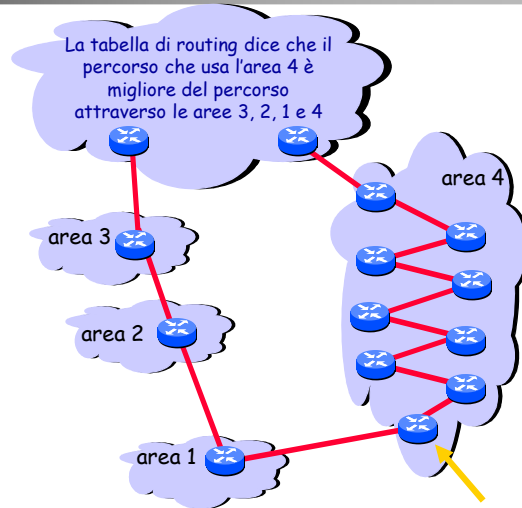 La tabella di routing dice che il
percorso che usa l'area 4 è
migliore del percorso
attraverso le aree 3, 2, 1 e 4
area 4
area 3
area 2
area 1